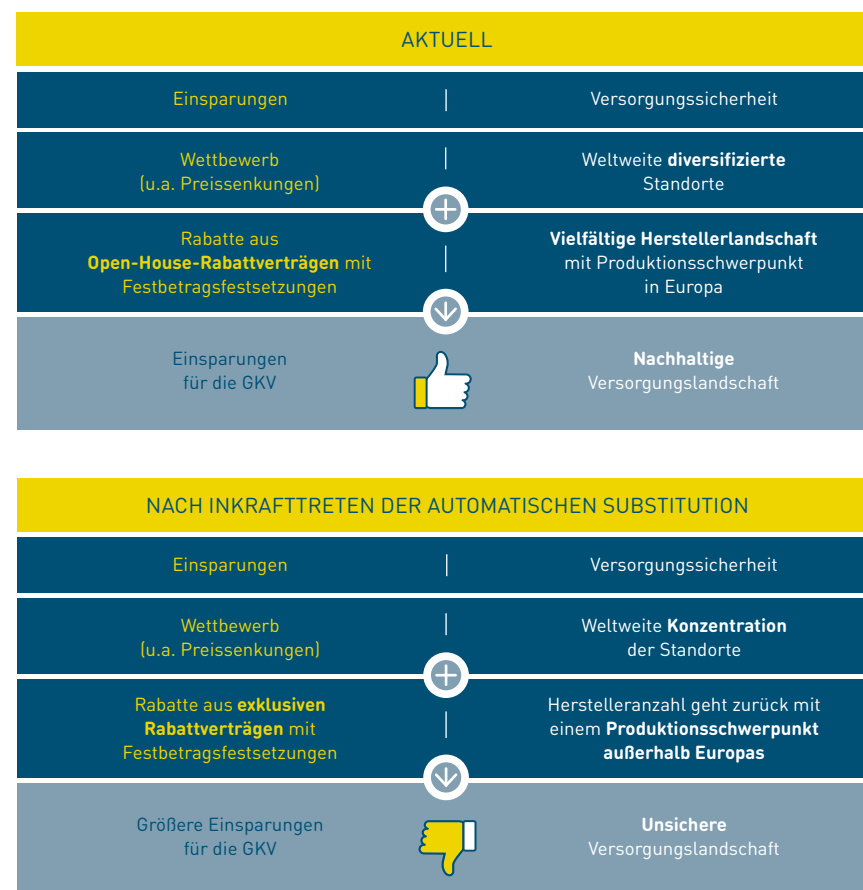 AKTUELL
Einsparungen | Versorgungssicherheit
Wettbewerb
(u.a. Preissenkungen)
Weltweite diversifizierte
Standorte
Rabatte aus
Open-House-Rabattverträgen mit
Festbetragsfestsetzungen
Vielfältige Herstellerlandschaft
mit Produktionsschwerpunkt
in Europa
Einsparungen
für die GKV
Nachhaltige
Versorgungslandschaft
NACH INKRAFTTRETEN DER AUTOMATISCHEN SUBSTITUTION
Einsparungen | Versorgungssicherheit
Wettbewerb
(u.a. Preissenkungen)
Weltweite Konzentration
der Standorte
Rabatte aus exklusiven
Rabattverträgen mit
Festbetragsfestsetzungen
Herstelleranzahl geht zurück mit
einem Produktionsschwerpunkt
außerhalb Europas
Größere Einsparungen
für die GKV
Unsichere
Versorgungslandschaft